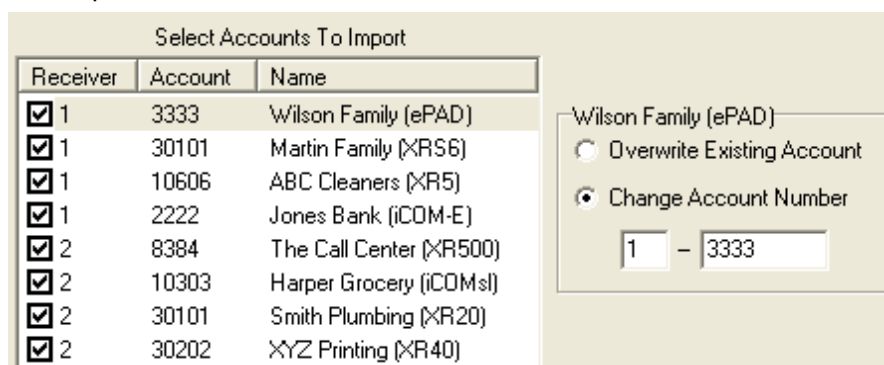 Select Accounts To Import
Receiver Account Name
1 3333 Wilson Family (ePAD)
1 30101 Martin Family (XRS6)
1 10606 ABC Cleaners (XR5)
1 2222 Jones Bank (iCOM-E)
2 8384 The Call Center (XR500)
2 10303 Harper Grocery (iCOMsl)
2 30101 Smith Plumbing (XR20)
2 30202 XYZ Printing (XR40)
Wilson Family (ePAD)
Overwrite Existing Account
Change Account Number
1 – 3333